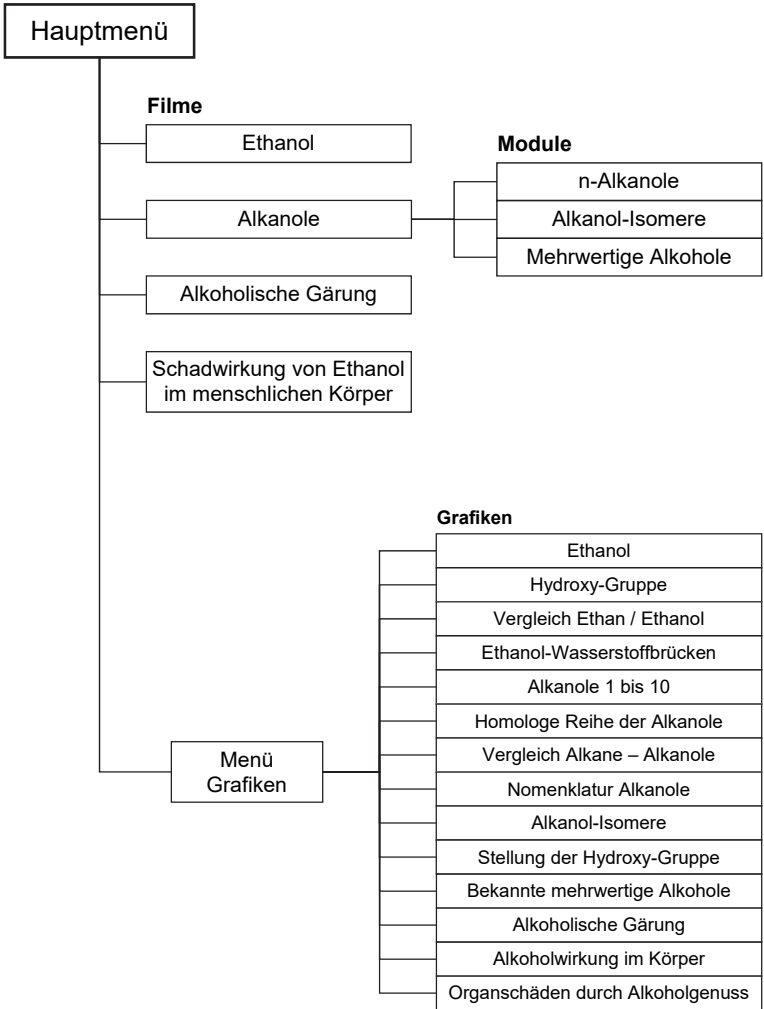 Hauptmenü
Filme
Ethanol
Alkanole
Alkoholische Gärung
Schadwirkung von Ethanol
im menschlichen Körper
Module
n-Alkanole
Alkanol-Isomere
Mehrwertige Alkohole
Menü
Grafiken
Grafiken
Ethanol
Hydroxy-Gruppe
Vergleich Ethan / Ethanol
Ethanol-Wasserstoffbrücken
Alkanole 1 bis 10
Homologe Reihe der Alkanole
Vergleich Alkane – Alkanole
Nomenklatur Alkanole
Alkanol-Isomere
Stellung der Hydroxy-Gruppe
Bekannte mehrwertige Alkohole
Alkoholische Gärung
Alkoholwirkung im Körper
Organschäden durch Alkoholgenuss